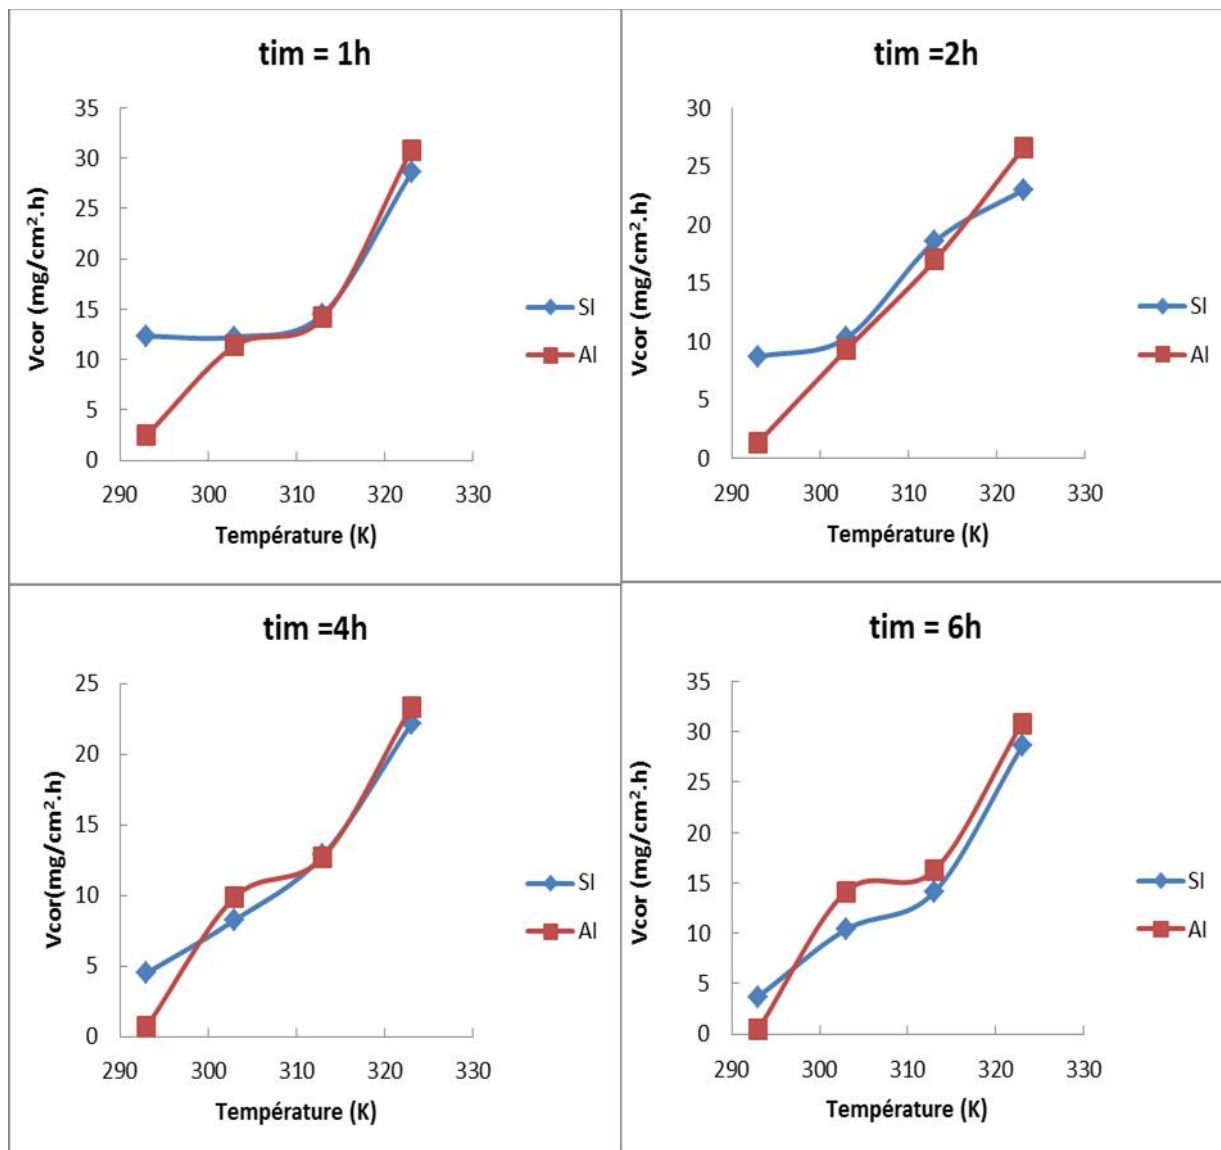 tim = 1h
35
30
25
20
15
10
5
0
290 300 310 320 330
Vcor (mg/cm².h)
Température (K)
SI
AI
tim =2h
30
25
20
15
10
5
0
290 300 310 320 330
Vcor (mg/cm².h)
Température (K)
SI
AI
tim =4h
25
20
15
10
5
0
290 300 310 320 330
Vcor(mg/cm².h)
Température (K)
SI
AI
tim = 6h
35
30
25
20
15
10
5
0
290 300 310 320 330
Vcor (mg/cm².h)
Température (K)
SI
AI